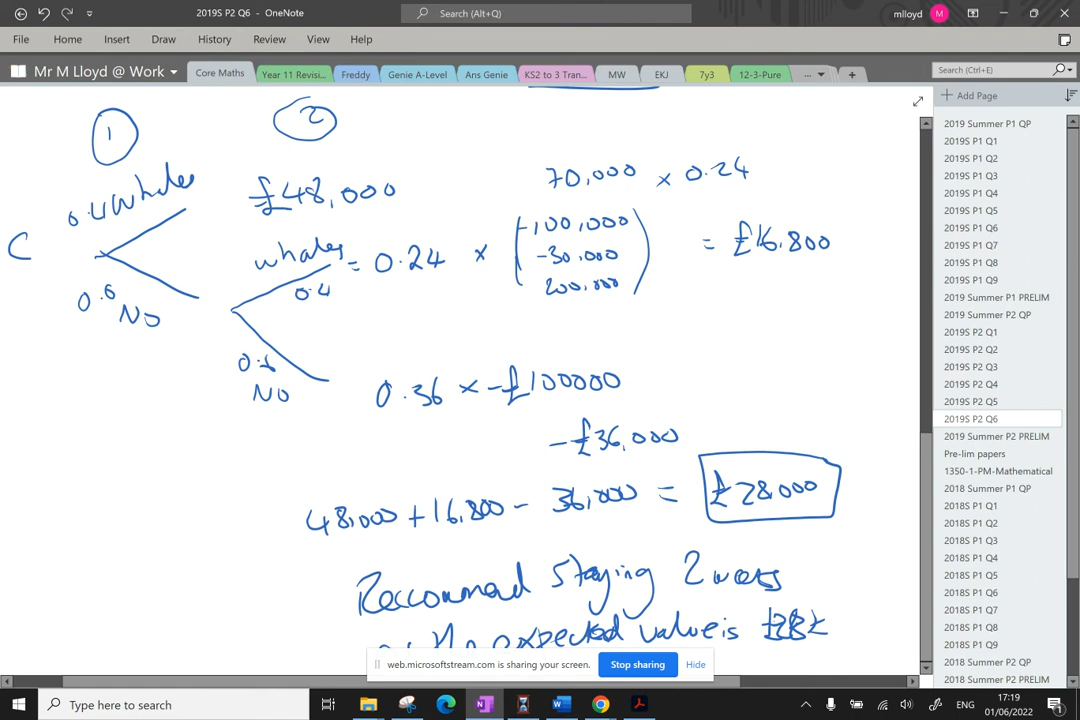 2019S P2 Q6 - OneNote
Search (Alt+Q)
mlloyd
M
File Home Insert Draw History Review View Help
Mr M Lloyd @ Work
Core Maths
Year 11 Revisi...
Freddy
Genie A-Level
Ans Genie
KS2 to 3 Tran...
MW
EKJ
7y3
12-3-Pure
...
Search (Ctrl+E)
Add Page
2019 Summer P1 QP
2019S P1 Q1
2019S P1 Q2
2019S P1 Q3
2019S P1 Q4
2019S P1 Q5
2019S P1 Q6
2019S P1 Q7
2019S P1 Q8
2019S P1 Q9
2019 Summer P1 PRELIM
2019 Summer P2 QP
2019S P2 Q1
2019S P2 Q2
2019S P2 Q3
2019S P2 Q4
2019S P2 Q5
2019S P2 Q6
2019 Summer P2 PRELIM
Pre-lim papers
1350-1-PM-Mathematical
2018 Summer P1 QP
2018S P1 Q1
2018S P1 Q2
2018S P1 Q3
2018S P1 Q4
2018S P1 Q5
2018S P1 Q6
2018S P1 Q7
2018S P1 Q8
2018S P1 Q9
2018 Summer P2 QP
2018 Summer P1 PRELIM
1
2
0.4 Whales
£48,000
70,000 × 0.24
C
whales = 0.24 × (-100,000
-30,000
200,000) = £16,800
0.4
0.6
No
0.6
No
0.36 × -£100000
-£36,000
48,000 + 16,800 - 36,000 = £28,000
Reccommend staying 2
expected value is
web.microsoftstream.com is sharing your screen.
Stop sharing
Hide
Type here to search
ENG
17:19
01/06/2022